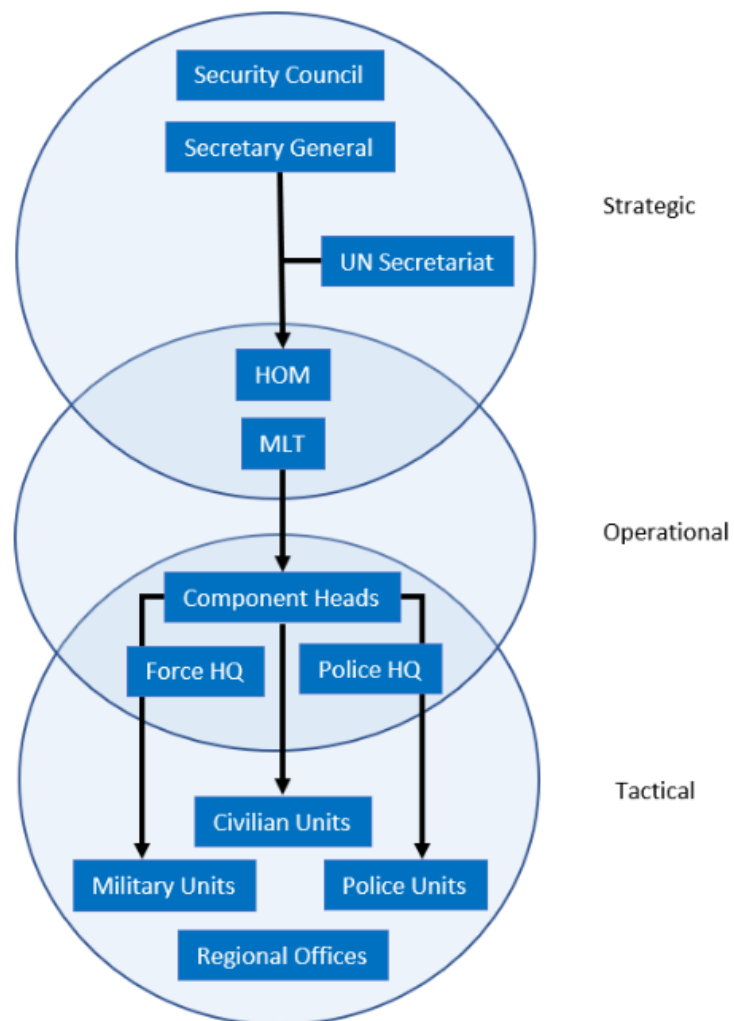 Security Council
Secretary General
Strategic
UN Secretariat
HOM
MLT
Operational
Component Heads
Force HQ
Police HQ
Tactical
Civilian Units
Military Units
Police Units
Regional Offices